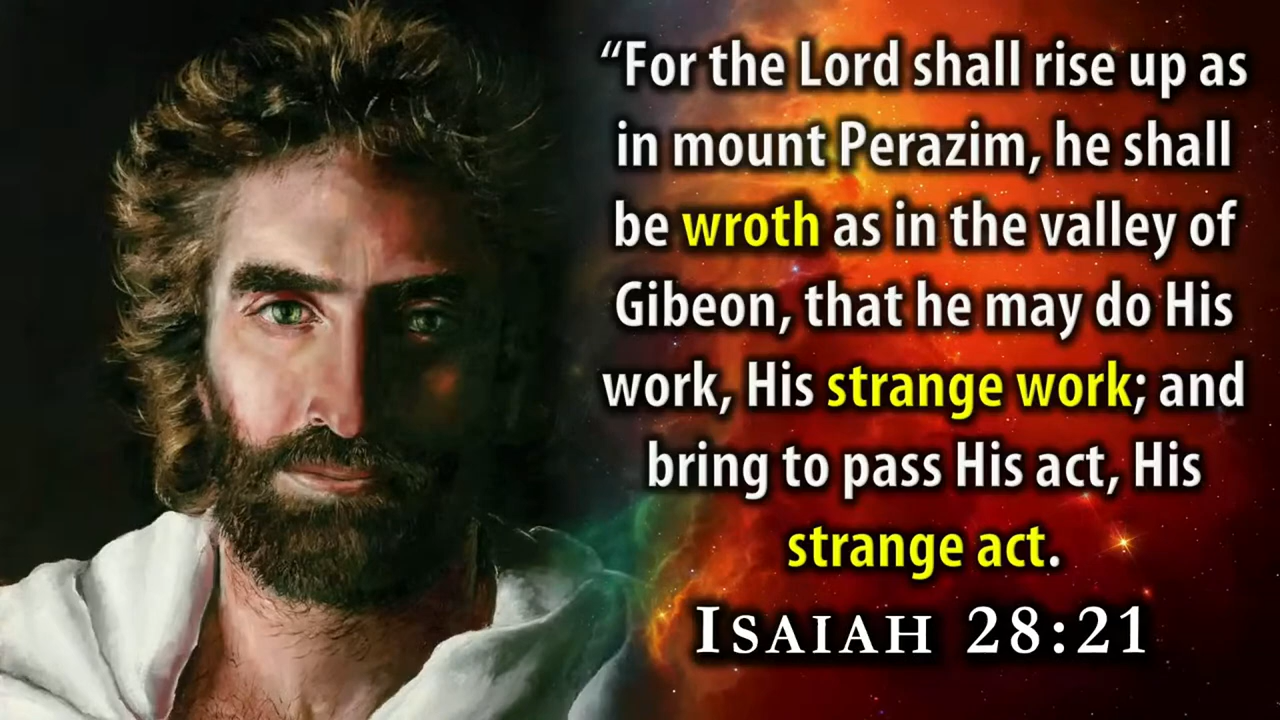 “For the Lord shall rise up as
in mount Perazim, he shall
be wroth as in the valley of
Gibeon, that he may do His
work, His strange work; and
bring to pass His act, His
strange act.
ISAIAH 28:21